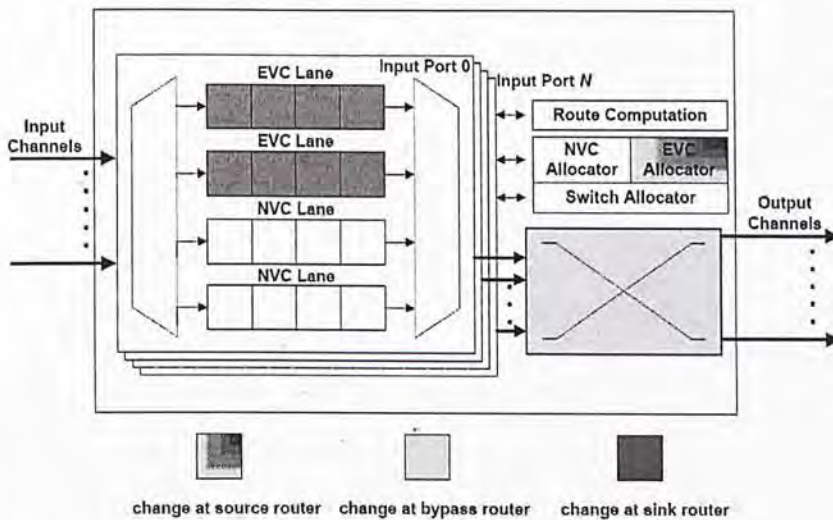 EVC Lane
Input Port 0
Input Port N
EVC Lane
NVC Lane
NVC Lane
Input
Channels
Route Computation
NVC
Allocator
EVC
Allocator
Switch Allocator
Output
Channels
change at source router
change at bypass router
change at sink router